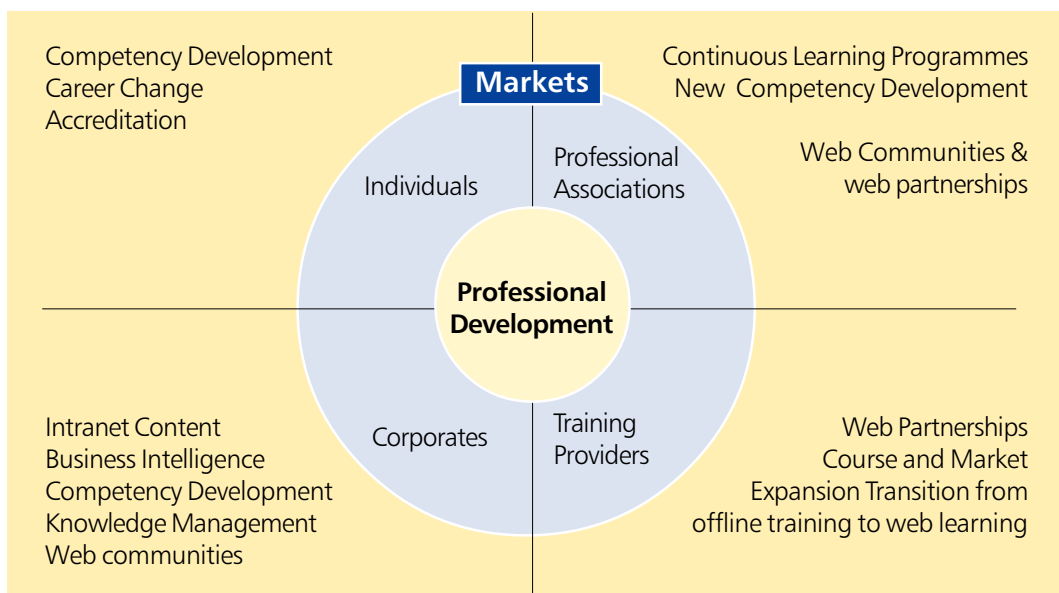 Competency Development
Career Change
Accreditation
Markets
Continuous Learning Programmes
New Competency Development
Web Communities &
web partnerships
Individuals
Professional
Associations
Professional
Development
Corporates
Training
Providers
Intranet Content
Business Intelligence
Competency Development
Knowledge Management
Web communities
Web Partnerships
Course and Market
Expansion Transition from
offline training to web learning